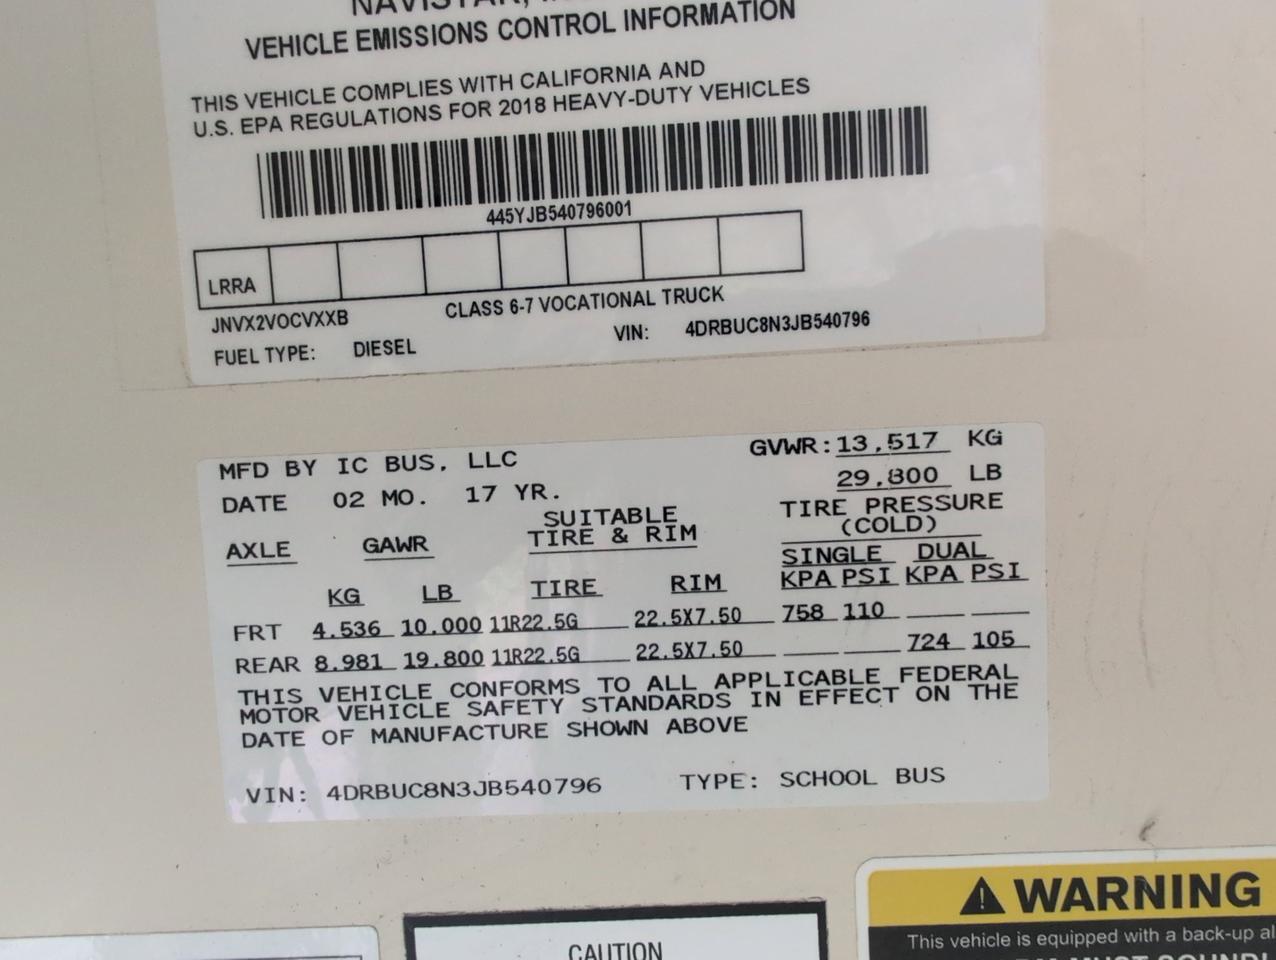 NAVISTAR,
VEHICLE EMISSIONS CONTROL INFORMATION
THIS VEHICLE COMPLIES WITH CALIFORNIA AND
U.S. EPA REGULATIONS FOR 2018 HEAVY-DUTY VEHICLES
445YJB540796001
LRRA
JNVX2VOCVXXB CLASS 6-7 VOCATIONAL TRUCK
FUEL TYPE: DIESEL VIN: 4DRBUC8N3JB540796
MFD BY IC BUS, LLC GVWR: 13,517 KG
DATE 02 MO. 17 YR. 29,800 LB
AXLE GAWR SUITABLE TIRE PRESSURE
TIRE & RIM (COLD)
SINGLE DUAL
KG LB TIRE RIM KPA PSI KPA PSI
FRT 4,536 10,000 11R22.5G 22.5X7.50 758 110
REAR 8,981 19,800 11R22.5G 22.5X7.50 724 105
THIS VEHICLE CONFORMS TO ALL APPLICABLE FEDERAL
MOTOR VEHICLE SAFETY STANDARDS IN EFFECT ON THE
DATE OF MANUFACTURE SHOWN ABOVE
VIN: 4DRBUC8N3JB540796 TYPE: SCHOOL BUS
WARNING
This vehicle is equipped with a back-up
MUST SOUND!
CAUTION